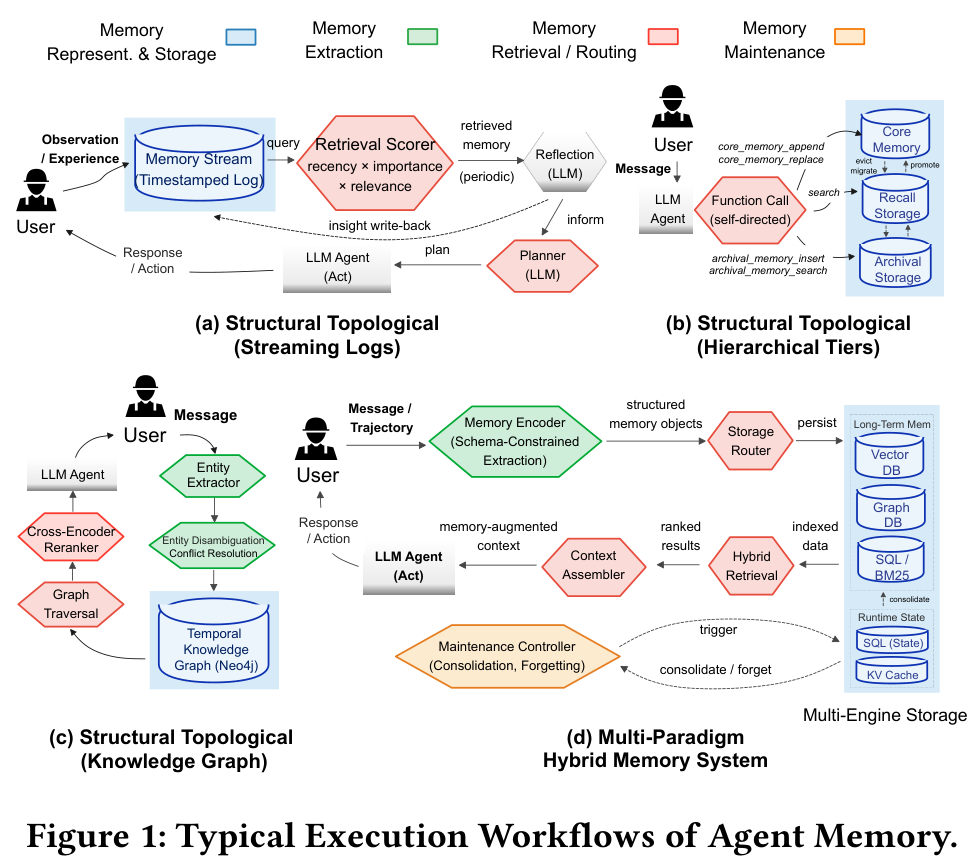 Memory
Represent. & Storage
Memory
Extraction
Memory
Retrieval / Routing
Memory
Maintenance
Observation
/ Experience
User
Memory Stream
(Timestamped Log)
query
Retrieval Scorer
recency × importance
× relevance
retrieved
memory
(periodic)
Reflection
(LLM)
insight write-back
inform
Planner
(LLM)
plan
LLM Agent
(Act)
Response
/ Action
(a) Structural Topological
(Streaming Logs)
User
Message
LLM
Agent
Function Call
(self-directed)
core_memory_append
core_memory_replace
search
archival_memory_insert
archival_memory_search
Core
Memory
evict
migrate
promote
Recall
Storage
Archival
Storage
(b) Structural Topological
(Hierarchical Tiers)
User
Message
LLM Agent
Entity
Extractor
Cross-Encoder
Reranker
Entity Disambiguation
Conflict Resolution
Graph
Traversal
Temporal
Knowledge
Graph (Neo4j)
(c) Structural Topological
(Knowledge Graph)
User
Message /
Trajectory
Memory Encoder
(Schema-Constrained
Extraction)
structured
memory objects
Storage
Router
persist
Long-Term Mem
Vector
DB
Graph
DB
SQL /
BM25
consolidate
Runtime State
SQL (State)
KV Cache
Multi-Engine Storage
indexed
data
Hybrid
Retrieval
ranked
results
Context
Assembler
memory-augmented
context
LLM Agent
(Act)
Response
/ Action
Maintenance Controller
(Consolidation, Forgetting)
trigger
consolidate / forget
(d) Multi-Paradigm
Hybrid Memory System
Figure 1: Typical Execution Workflows of Agent Memory.